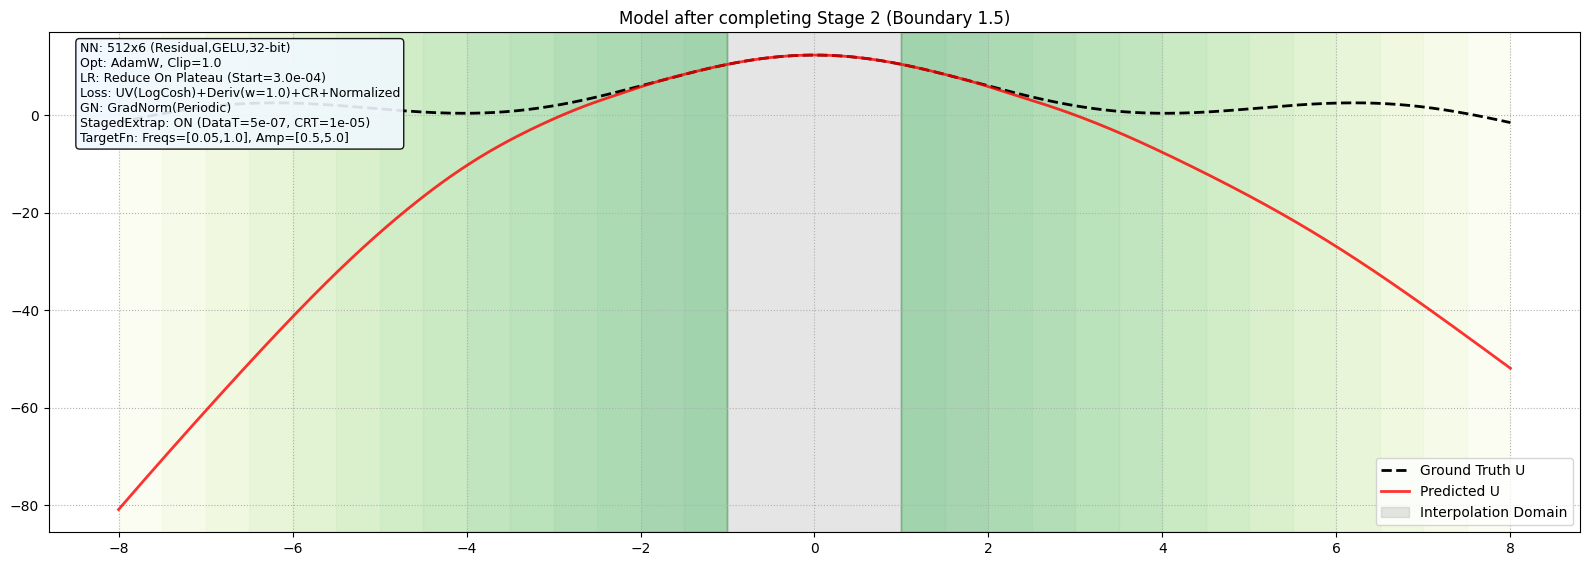 Model after completing Stage 2 (Boundary 1.5)
NN: 512x6 (Residual,GELU,32-bit)
Opt: AdamW, Clip=1.0
LR: Reduce On Plateau (Start=3.0e-04)
Loss: UV(LogCosh)+Deriv(w=1.0)+CR+Normalized
GN: GradNorm(Periodic)
StagedExtrap: ON (DataT=5e-07, CRT=1e-05)
TargetFn: Freqs=[0.05,1.0], Amp=[0.5,5.0]
0
−20
−40
−60
−80
Ground Truth U
Predicted U
Interpolation Domain
−8 −6 −4 −2 0 2 4 6 8